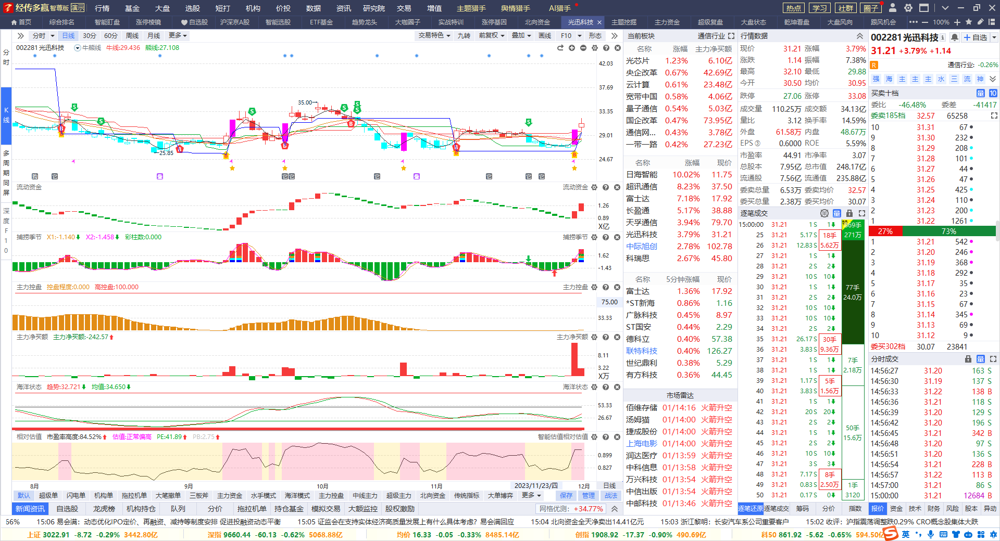 经传多赢 智尊版 演示 行情 基金 大盘 选股 短打 机构 价投 数据 资讯 研究院 交易 增值 主题猎手 舆情猎手 AI猎手 热点 学习 社群 圈子
首页 综合排名 智能盯盘 涨停棱镜 自选股 沪深京A股 智能选股 ETF基金 趋势龙头 大咖圈子 实战特训 涨停基因 北向资金 光迅科技 主题挖掘 主力资金 超级复盘 大盘状态 乾坤看盘 大盘风向 跟风机会 100%
分时 日线 30分 60分 周线 月线 更多 交易特色 九转 前复权 叠加 画线 F10 形态
分时
K线
多周期同屏
深度F10
002281 光迅科技 牛熊线 牛线:29.436 熊线:27.108
42.03
37.69
33.35
29.01
24.67
35.00
25.85
流动资金 流动资金
1.26
0.89
X亿
捕捞季节 X1:-1.140 X2:-1.458 彩柱数:0.000 捕捞季节
1.62
-1.43
主力控盘 控盘程度:0.000 高控盘:100.000 主力控盘
75.00
33.33
主力净买额 主力净买额:-242.57 主力净买额
8.11
3.22
X万
海洋状态 趋势:32.721 均值:34.650 海洋状态
53.33
26.67
相对估值 市盈率高度:84.52% 估值:正常偏高 PE:41.89 PB:2.75 智能估值相对估值
0.899
0.827
8月 9月 10月 11月 2023/11/23/四 12月 日线
默认 超级单 闪电单 机构单 拖拉机单 大笔撤单 三板斧 主力资金 水手模式 海洋模式 主力控盘 中线主力 超级主力 北向资金 传统指标 大单博弈 更多 保存 管理 战法
新闻资讯 自选股 龙虎榜 机构持仓 队列 分价 拖拉机单 持仓基金 模拟交易 大额监控 股权激励 网格优测: +34.77%
当前板块 通信行业
名称 涨幅 主力净买额
光芯片 1.23% 6.10亿
央企改革 0.67% 42.69亿
云计算 0.61% 23.48亿
宽带中国 0.58% 4.06亿
量子通信 0.54% 5.03亿
国企改革 0.47% 73.95亿
通信网... 0.43% 3.78亿
一带一路 0.42% 27.23亿
名称 涨幅 现价
日海智能 10.02% 11.75
超讯通信 8.23% 37.50
富士达 7.18% 17.92
长盈通 5.17% 38.88
天孚通信 3.94% 79.70
光迅科技 3.79% 31.21
中际旭创 2.78% 102.78
科瑞思 2.67% 45.80
名称 5分钟涨幅 现价
富士达 1.36% 17.92
*ST新海 0.86% 1.16
广脉科技 0.45% 8.97
ST国安 0.44% 2.29
德科立 0.40% 57.38
联特科技 0.40% 126.27
世纪鼎利 0.38% 5.29
有方科技 0.36% 44.45
市场雷达
佰维存储 01/14:16 火箭升空
汤姆猫 01/14:00 火箭升空
捷成股份 01/14:00 火箭升空
上海电影 01/14:00 火箭升空
润达医疗 01/13:59 火箭升空
中科信息 01/13:58 火箭升空
万兴科技 01/13:54 火箭升空
中信出版 01/13:54 火箭升空
中邮科技 01/13:46 火箭升空
行情数据
现价 31.21 涨幅 3.79%
涨跌 1.14 振幅 7.38%
最高 32.10 最低 29.88
今开 30.50 均价 30.95
跌停 27.06 涨停 33.08
成交量 110.25万 成交额 34.13亿
量比 3.12 换手率 14.59%
外盘 61.58万 内盘 48.67万
EPS③ 0.6000 ROE 5.59%
市盈率 44.91 市净率 3.07
总股本 7.95亿 总市值 248.17亿
流通股 7.56亿 流通值 235.88亿
委卖总量 6.53万 委卖均价 32.57
委买总量 2.38万 委买均价 30.07
逐笔成交 单 量
15:00:00 31.21 1 S 1
25 31.21 5.17 S 18手
26 31.21 12.83 S 5.62万
27 31.21 1 S 1
28 31.21 2 S 2
29 31.21 10 S 10
30 31.21 1 S 1
31 31.21 2 S 2
32 31.21 10 S 10
33 31.21 10 S 10
34 31.21 2 S 2
35 31.21 26.17 S 30手
36 31.21 3.83 S 9.36万
37 31.21 1 S 1
38 31.21 1 S 1
39 31.21 1.17 S 5手
40 31.21 3.83 S 1.56万
41 31.21 1 S 1
42 31.21 20 S 20
43 31.21 2 S 2
44 31.21 1 S 1
45 31.21 2 S 2
46 31.21 10 S 10
47 31.21 3 S 3
48 31.21 7.17 S 8手
49 31.21 0.83 S 2.50万
50 31.21 0.17 S 0
特
271万
77手
24.0万
7手
2.18万
50手
15.6万
1手
3120
逐笔还原 逐笔成交 筹码 分价 指数
002281 光迅科技 自选
31.21 +3.79% +1.14
R 通信行业: -0.26%
强 海 主 主 主 水 三 流 神
买卖十档 量 10
委比 -46.48% 委差 -41417
委卖185档 32.57 65258
10 31.31 67
9 31.30 232
8 31.29 208
7 31.28 101
6 31.27 44
5 31.26 47
4 31.25 425
3 31.24 110
2 31.23 200
1 31.22 1261
27% 73%
1 31.21 542
2 31.20 246
3 31.19 368
4 31.18 292
5 31.17 35
6 31.16 23
7 31.15 67
8 31.14 345
9 31.13 69
10 31.12 9
委买302档 30.07 23841
分时成交 量
14:56:27 31.20 163 S
14:56:30 31.19 137 S
14:56:33 31.22 138 B
14:56:36 31.21 118 S
14:56:39 31.20 129 S
14:56:42 31.20 196 S
14:56:45 31.21 342 B
14:56:48 31.20 97 S
14:56:51 31.20 136 S
14:56:54 31.21 228 B
14:56:57 31.22 113 B
14:57:00 31.21 86 S
15:00:00 31.21 12684 B
报价 资金 技术 财务 风险 股本 异动
66% 15:06 易会满：动态优化IPO定价、再融资、减持等制度安排 促进投融资动态平衡 15:05 证监会在支持实体经济高质量发展上有什么具体考虑？易会满回应 15:04 北向资金全天净卖出14.41亿元 15:03 浙江黎明：长安汽车系公司重要客户 15:02 收评：沪指震荡调整跌0.29% CRO概念股集体大跌
上证 3022.91 -8.72 -0.29% 3442.80亿 深指 9660.44 -60.13 -0.62% 5068.88亿 均价 16.33 -0.05 -0.33% 8485.14亿 创指 1908.92 -17.37 -0.90% 490.69亿 科50 861.92 -5.62 -0.65% 594.50亿 英